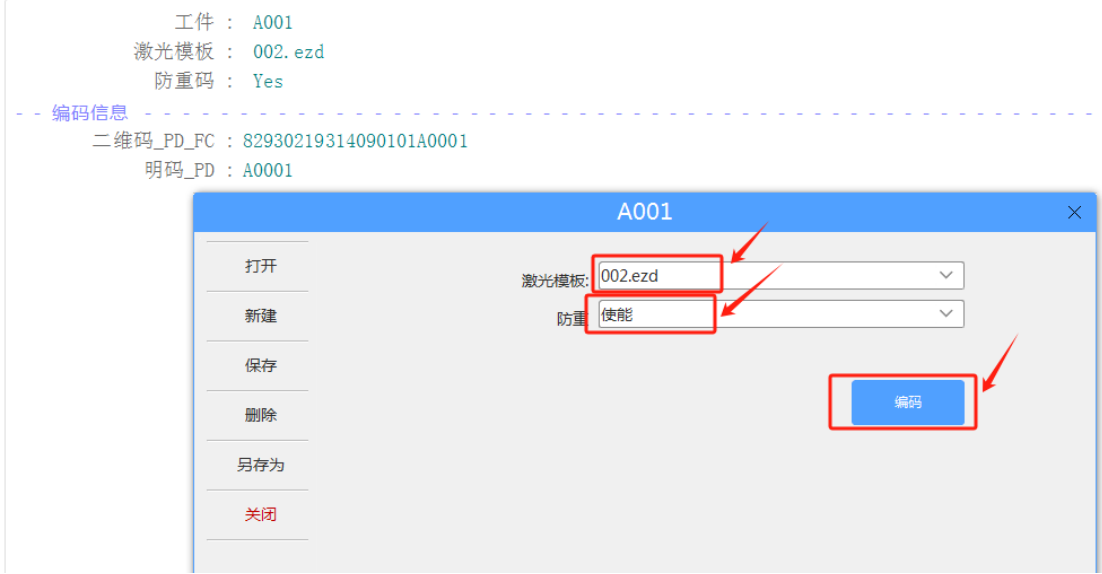 工件 : A001
激光模板 : 002.ezd
防重码 : Yes
- - 编码信息 - - - - - - - - - - - - - - - - - - - - - - - - - - - - - - - - - - - - - - - - - - - - - - -
二维码_PD_FC : 82930219314090101A0001
明码_PD : A0001
A001
打开
激光模板: 002.ezd
新建
防重 使能
保存
编码
删除
另存为
关闭